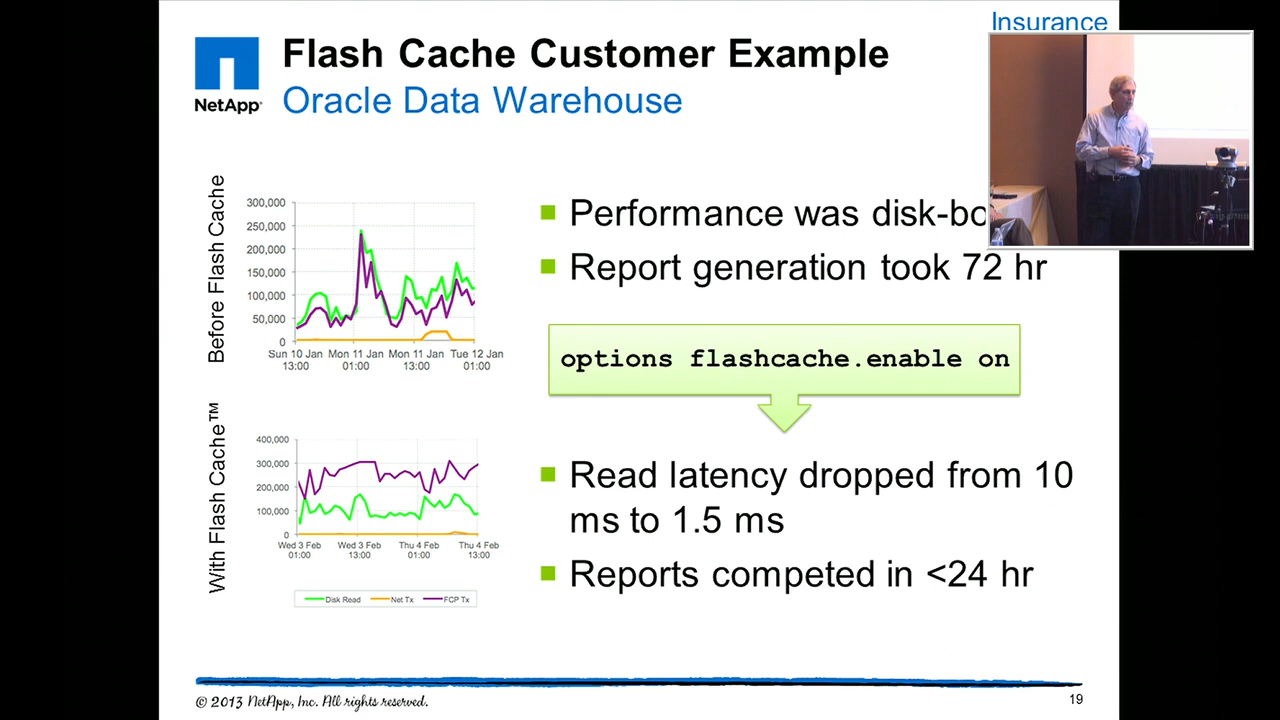 Insurance
Flash Cache Customer Example
NetApp
Oracle Data Warehouse
Before Flash Cache
300,000
250,000
200,000
150,000
100,000
50,000
0
Sun 10 Jan Mon 11 Jan Mon 11 Jan Tue 12 Jan
13:00 01:00 13:00 01:00
Performance was disk-bo
Report generation took 72 hr
options flashcache.enable on
With Flash Cache™
400,000
300,000
200,000
100,000
0
Wed 3 Feb Wed 3 Feb Thu 4 Feb Thu 4 Feb
01:00 13:00 01:00 13:00
Disk Read Net Tx FCP Tx
Read latency dropped from 10
ms to 1.5 ms
Reports competed in <24 hr
© 2013 NetApp, Inc. All rights reserved.
19